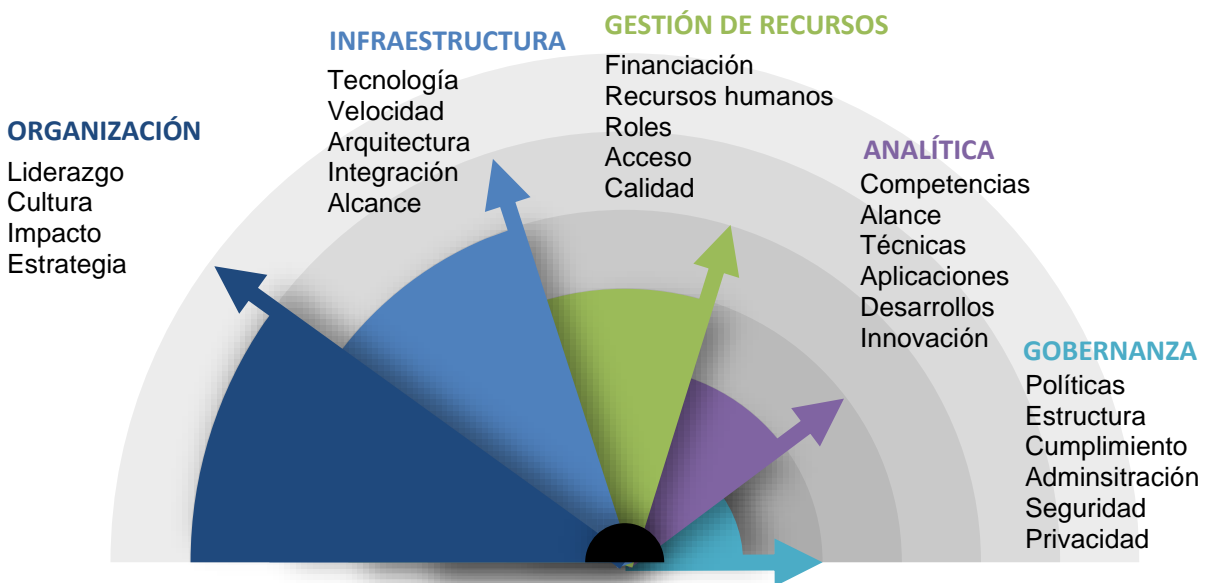 ORGANIZACIÓN
Liderazgo
Cultura
Impacto
Estrategia
INFRAESTRUCTURA
Tecnología
Velocidad
Arquitectura
Integración
Alcance
GESTIÓN DE RECURSOS
Financiación
Recursos humanos
Roles
Acceso
Calidad
ANALÍTICA
Competencias
Alance
Técnicas
Aplicaciones
Desarrollos
Innovación
GOBERNANZA
Políticas
Estructura
Cumplimiento
Adminsitración
Seguridad
Privacidad